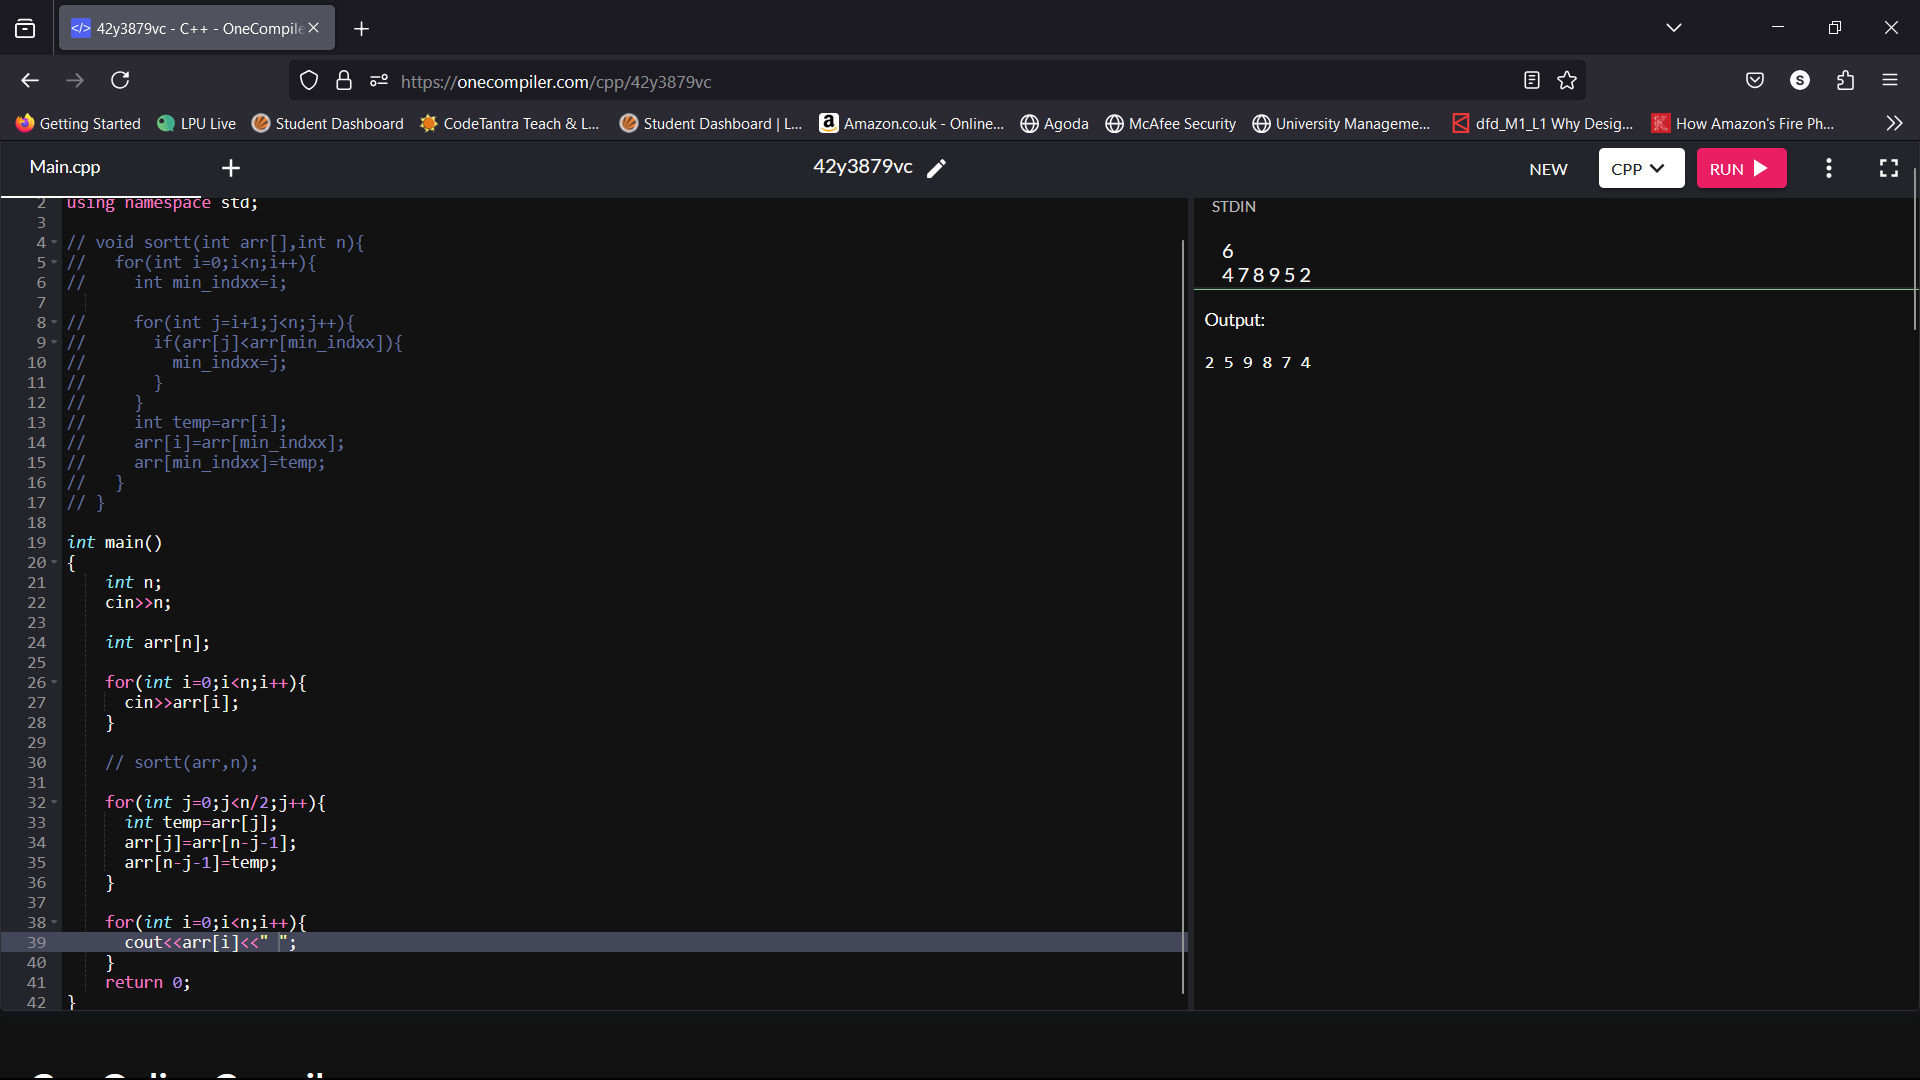 42y3879vc - C++ - OneCompile
https://onecompiler.com/cpp/42y3879vc
S
Getting Started LPU Live Student Dashboard CodeTantra Teach & L... Student Dashboard | L... Amazon.co.uk - Online... Agoda McAfee Security University Manageme... dfd_M1_L1 Why Desig... How Amazon's Fire Ph...
Main.cpp 42y3879vc NEW CPP RUN
2 using namespace std;
3
4 // void sortt(int arr[],int n){
5 //   for(int i=0;i<n;i++){
6 //     int min_indxx=i;
7
8 //     for(int j=i+1;j<n;j++){
9 //       if(arr[j]<arr[min_indxx]){
10 //         min_indxx=j;
11 //       }
12 //     }
13 //     int temp=arr[i];
14 //     arr[i]=arr[min_indxx];
15 //     arr[min_indxx]=temp;
16 //   }
17 // }
18
19 int main()
20 {
21     int n;
22     cin>>n;
23
24     int arr[n];
25
26     for(int i=0;i<n;i++){
27       cin>>arr[i];
28     }
29
30     // sortt(arr,n);
31
32     for(int j=0;j<n/2;j++){
33       int temp=arr[j];
34       arr[j]=arr[n-j-1];
35       arr[n-j-1]=temp;
36     }
37
38     for(int i=0;i<n;i++){
39       cout<<arr[i]<<" ";
40     }
41     return 0;
42 }
STDIN
6
4 7 8 9 5 2
Output:
2 5 9 8 7 4